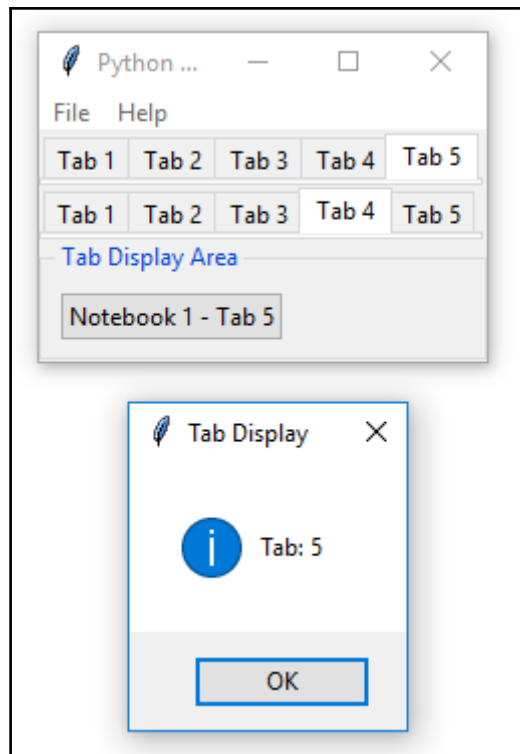 Python ...
File Help
Tab 1 Tab 2 Tab 3 Tab 4 Tab 5
Tab 1 Tab 2 Tab 3 Tab 4 Tab 5
Tab Display Area
Notebook 1 - Tab 5
Tab Display
i Tab: 5
OK